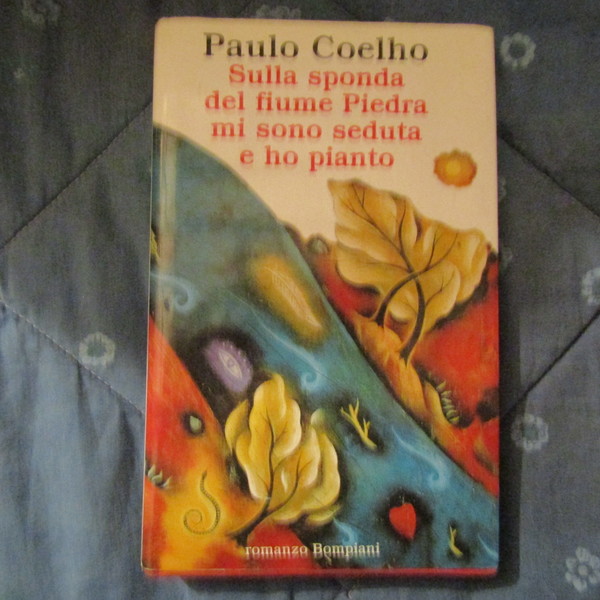 Paulo Coelho
Sulla sponda
del fiume Piedra
mi sono seduta
e ho pianto
romanzo Bompiani